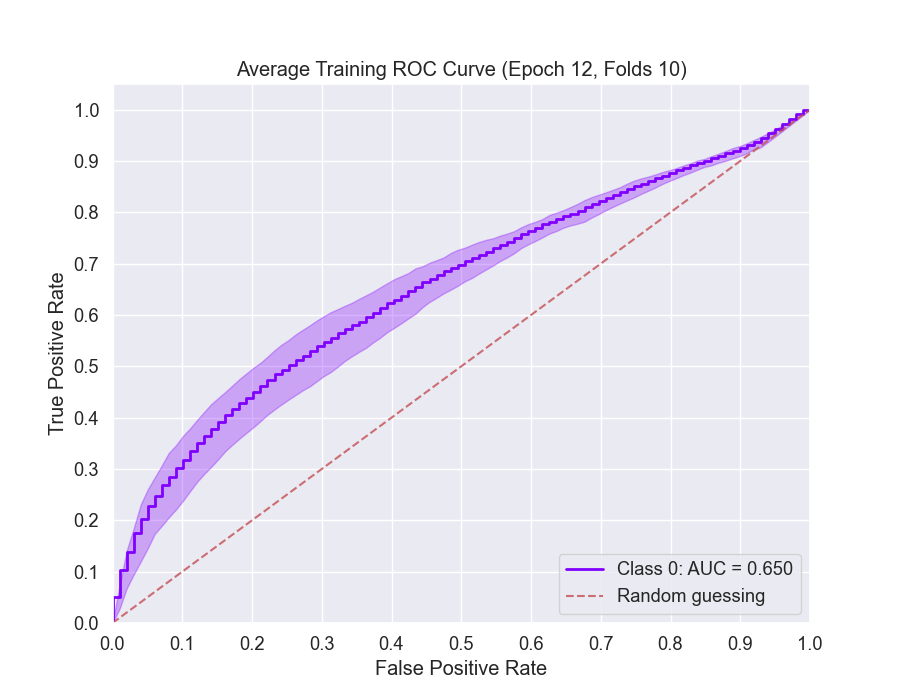 Average Training ROC Curve (Epoch 12, Folds 10)
True Positive Rate
1.0
0.9
0.8
0.7
0.6
0.5
0.4
0.3
0.2
0.1
0.0
Class 0: AUC = 0.650
Random guessing
0.0 0.1 0.2 0.3 0.4 0.5 0.6 0.7 0.8 0.9 1.0
False Positive Rate